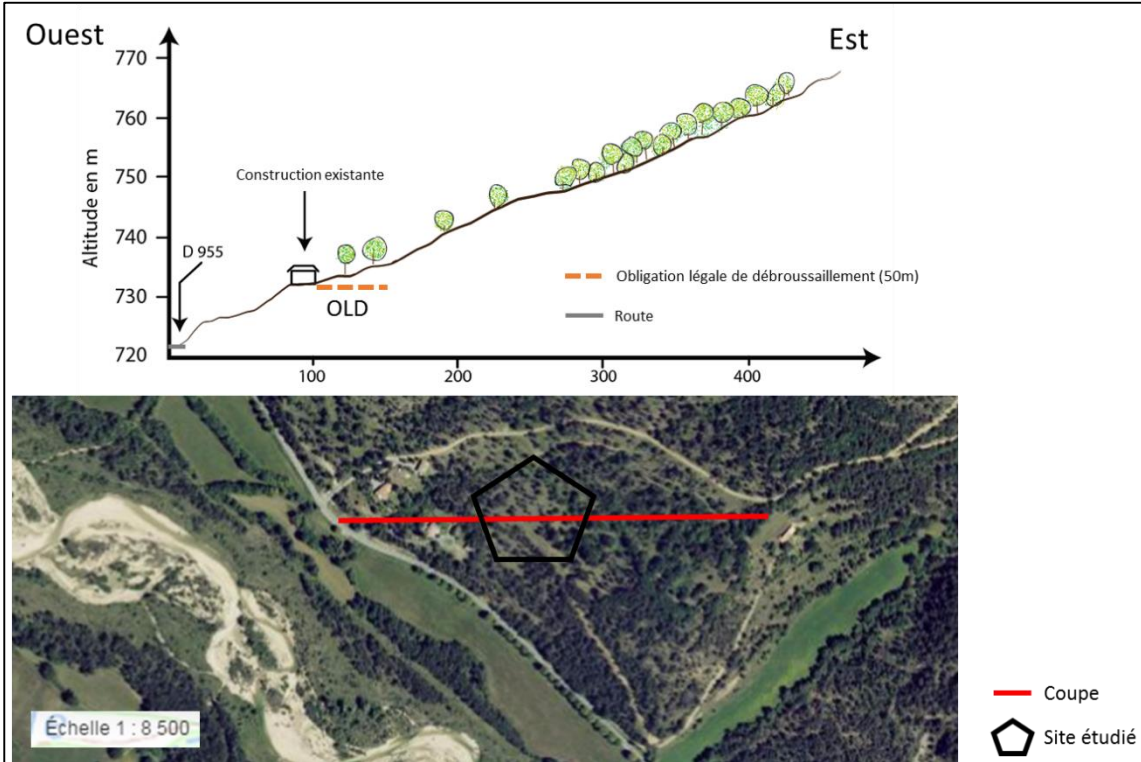 Ouest
Est
Altitude en m
770
760
750
740
730
720
Construction existante
D 955
OLD
Obligation légale de débroussaillement (50m)
Route
100
200
300
400
Échelle 1 : 8 500
Coupe
Site étudié